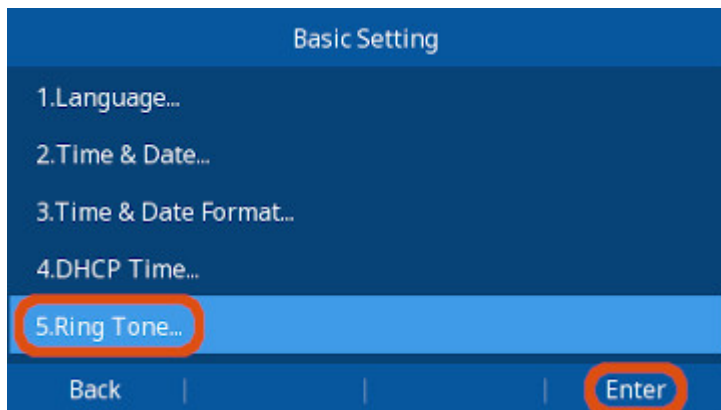 Basic Setting
1.Language...
2.Time & Date...
3.Time & Date Format...
4.DHCP Time...
5.Ring Tone...
Back | | | Enter